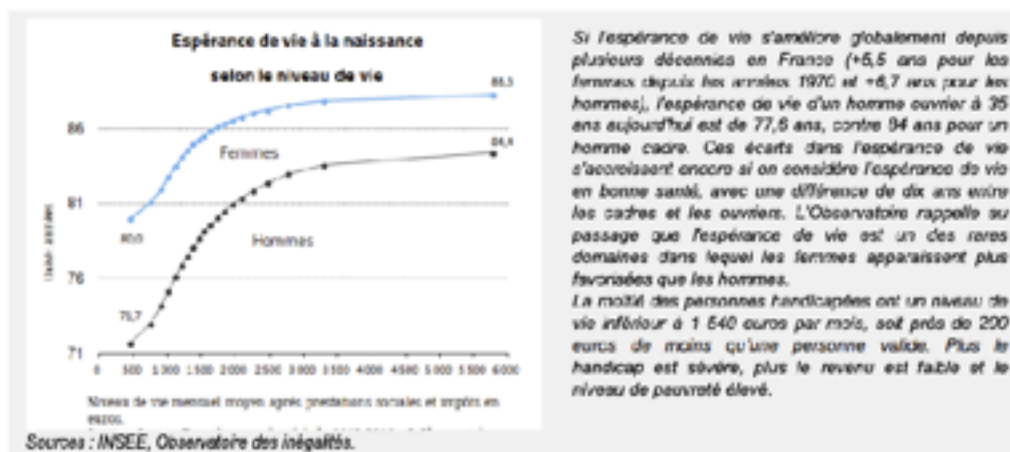 Espérance de vie à la naissance
selon le niveau de vie
88,3
86
Femmes
84,4
81
80,0
Hommes
76
71,7
71
0 500 1 000 1 500 2 000 2 500 3 000 3 500 4 000 4 500 5 000 5 500 6 000
Niveau de vie mensuel moyen après prestations sociales et impôts en
euros.
Sources : INSEE, Observatoire des inégalités.
Si l'espérance de vie s'améliore globalement depuis
plusieurs décennies en France (+5,5 ans pour les
femmes depuis les années 1970 et +6,7 ans pour les
hommes), l'espérance de vie d'un homme ouvrier à 35
ans aujourd'hui est de 77,6 ans, contre 84 ans pour un
homme cadre. Ces écarts dans l'espérance de vie
s'accroissent encore si on considère l'espérance de vie
en bonne santé, avec une différence de dix ans entre
les cadres et les ouvriers. L'Observatoire rappelle au
passage que l'espérance de vie est un des rares
domaines dans lequel les femmes apparaissent plus
favorisées que les hommes.
La moitié des personnes handicapées ont un niveau de
vie inférieur à 1 540 euros par mois, soit près de 200
euros de moins qu'une personne valide. Plus le
handicap est sévère, plus le revenu est faible et le
niveau de pauvreté élevé.